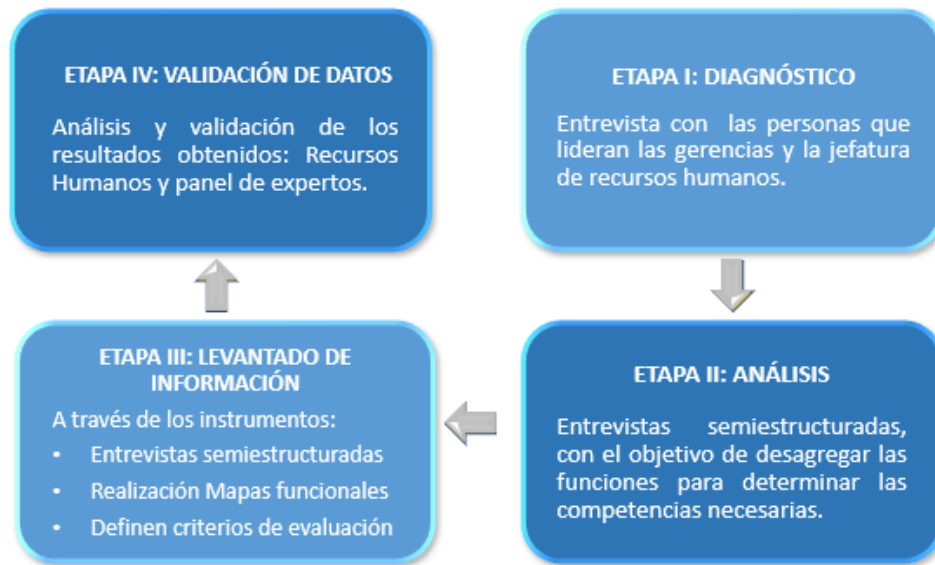 ETAPA IV: VALIDACIÓN DE DATOS
Análisis y validación de los
resultados obtenidos: Recursos
Humanos y panel de expertos.
ETAPA I: DIAGNÓSTICO
Entrevista con las personas que
lideran las gerencias y la jefatura
de recursos humanos.
ETAPA III: LEVANTADO DE
INFORMACIÓN
A través de los instrumentos:
• Entrevistas semiestructuradas
• Realización Mapas funcionales
• Definen criterios de evaluación
ETAPA II: ANÁLISIS
Entrevistas semiestructuradas,
con el objetivo de desagregar las
funciones para determinar las
competencias necesarias.